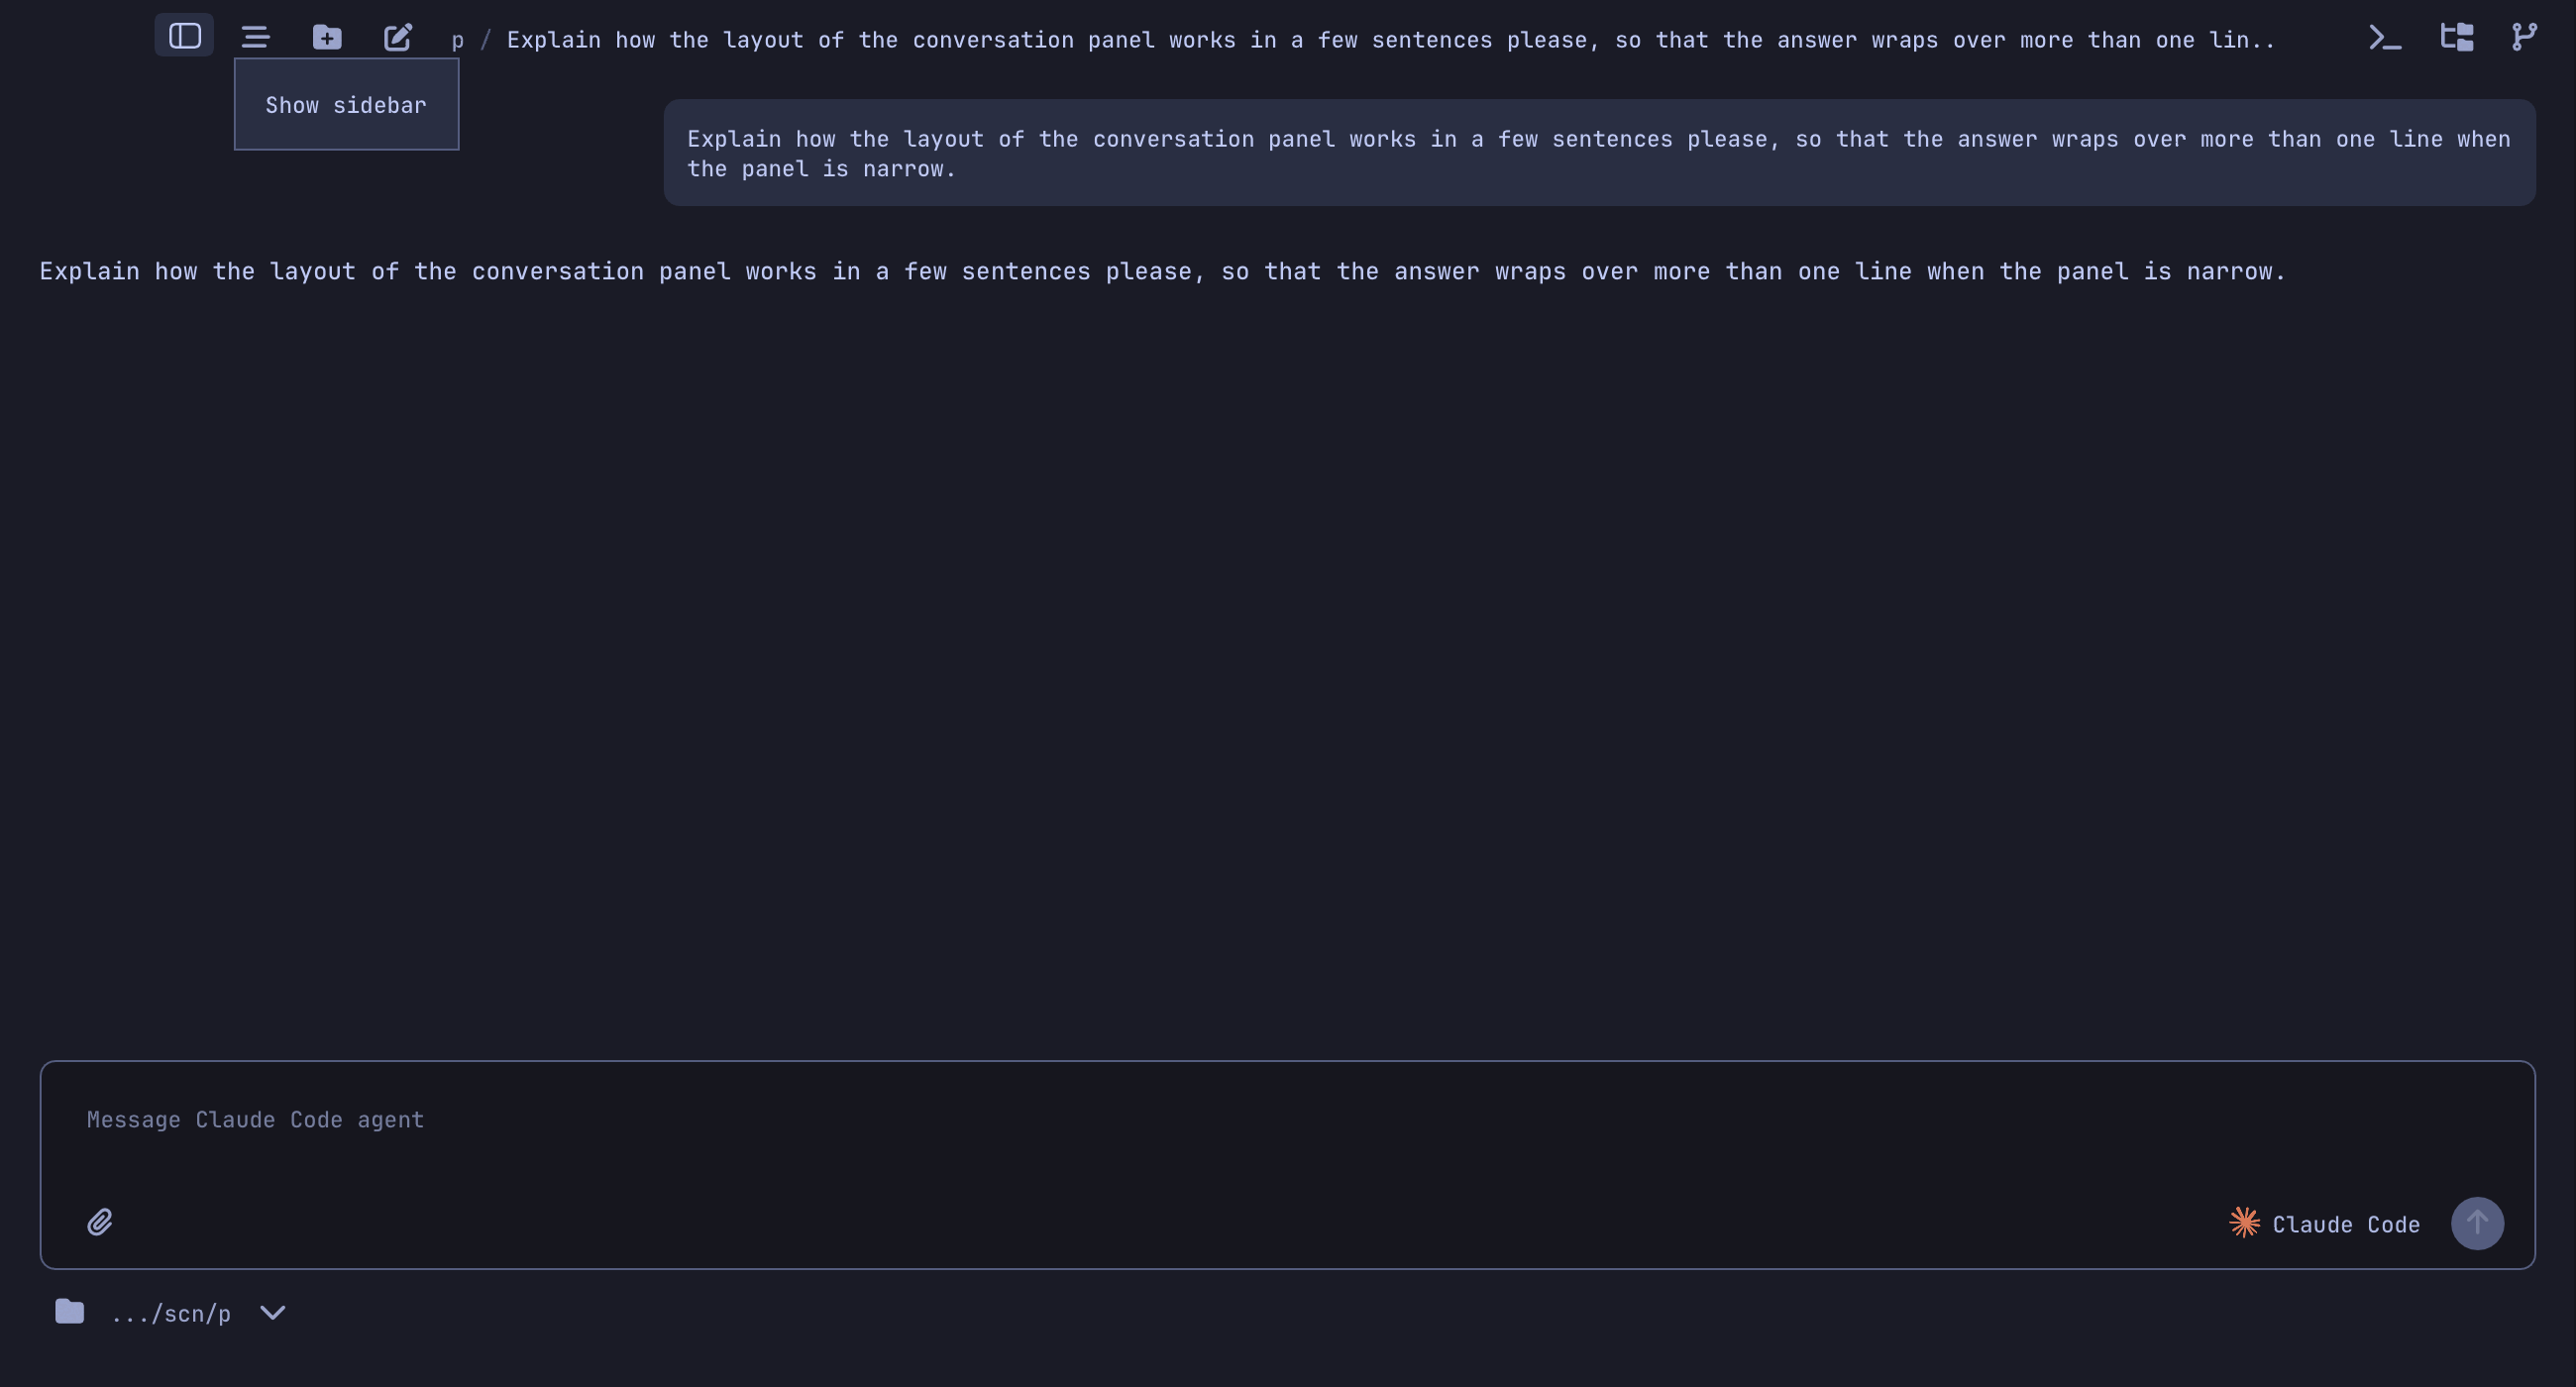 p / Explain how the layout of the conversation panel works in a few sentences please, so that the answer wraps over more than one lin..
Show sidebar
Explain how the layout of the conversation panel works in a few sentences please, so that the answer wraps over more than one line when
the panel is narrow.
Explain how the layout of the conversation panel works in a few sentences please, so that the answer wraps over more than one line when the panel is narrow.
Message Claude Code agent
Claude Code
.../scn/p